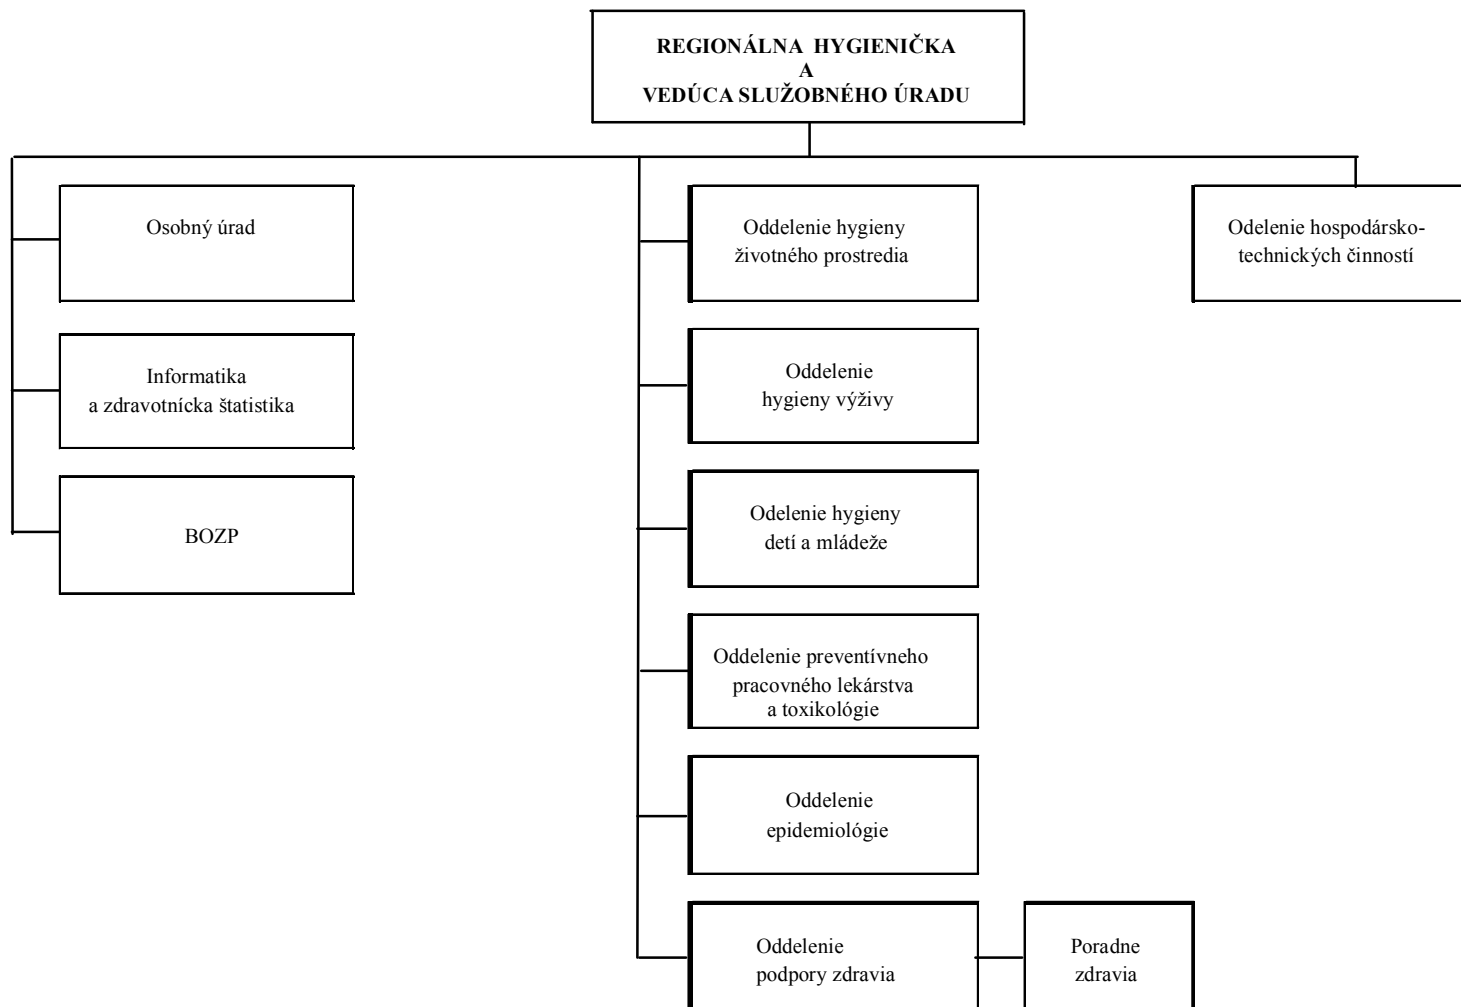 REGIONÁLNA HYGIENIČKA
A
VEDÚCA SLUŽOBNÉHO ÚRADU
Osobný úrad
Informatika
a zdravotnícka štatistika
BOZP
Oddelenie hygieny
životného prostredia
Oddelenie
hygieny výživy
Odelenie hygieny
detí a mládeže
Oddelenie preventívneho
pracovného lekárstva
a toxikológie
Oddelenie
epidemiológie
Oddelenie
podpory zdravia
Poradne
zdravia
Odelenie hospodársko-
technických činností